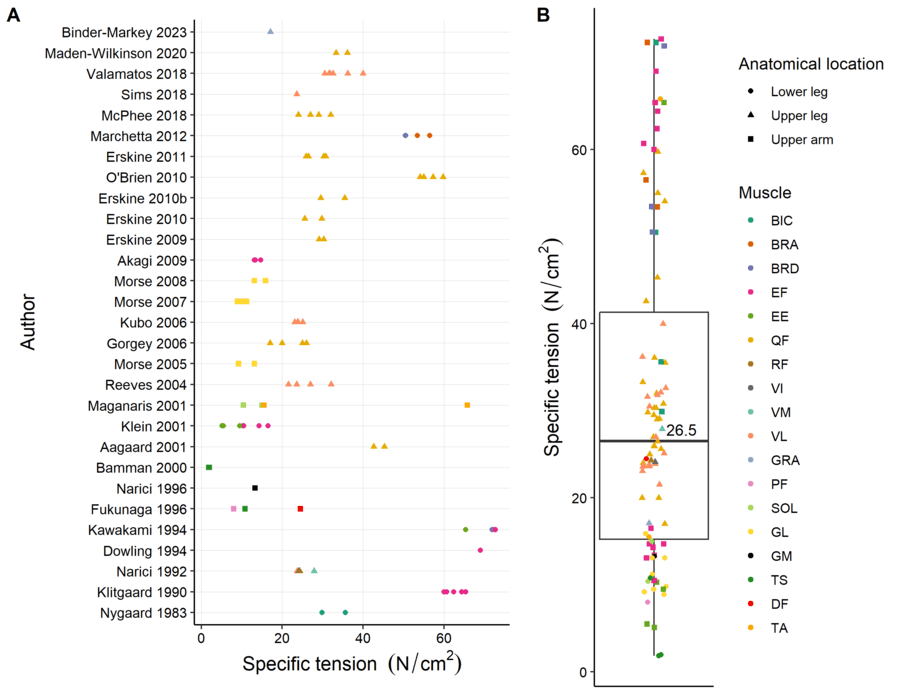 A
Author
Binder-Markey 2023
Maden-Wilkinson 2020
Valamatos 2018
Sims 2018
McPhee 2018
Marchetta 2012
Erskine 2011
O'Brien 2010
Erskine 2010b
Erskine 2010
Erskine 2009
Akagi 2009
Morse 2008
Morse 2007
Kubo 2006
Gorgey 2006
Morse 2005
Reeves 2004
Maganaris 2001
Klein 2001
Aagaard 2001
Bamman 2000
Narici 1996
Fukunaga 1996
Kawakami 1994
Dowling 1994
Narici 1992
Klitgaard 1990
Nygaard 1983
0 20 40 60
Specific tension (N/cm²)
B
Specific tension (N/cm²)
60
40
20
0
26.5
Anatomical location
Lower leg
Upper leg
Upper arm
Muscle
BIC
BRA
BRD
EF
EE
QF
RF
VI
VM
VL
GRA
PF
SOL
GL
GM
TS
DF
TA